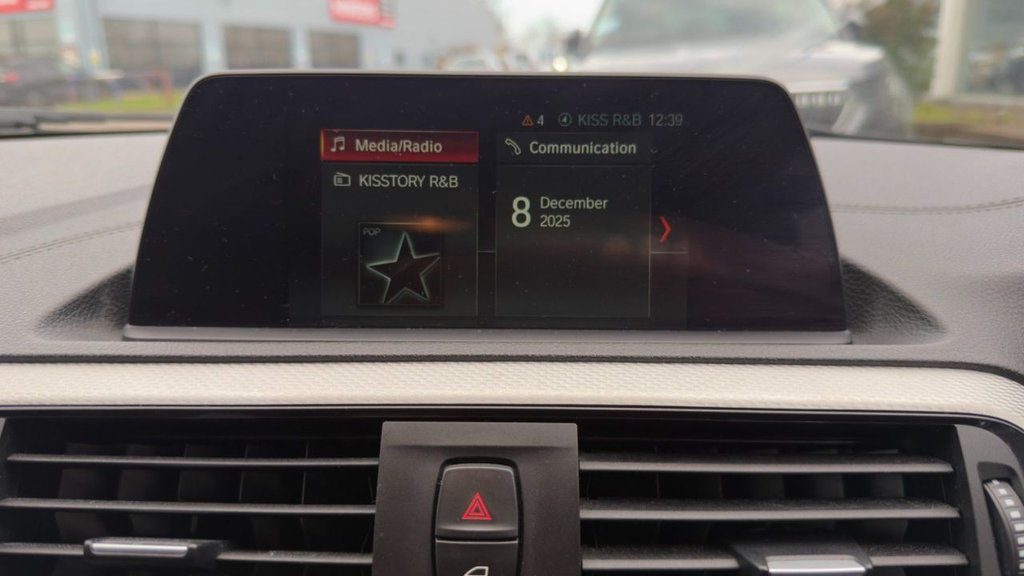 4 KISS R&B 12:39
Media/Radio
KISSTORY R&B
POP
Communication
8 December
2025